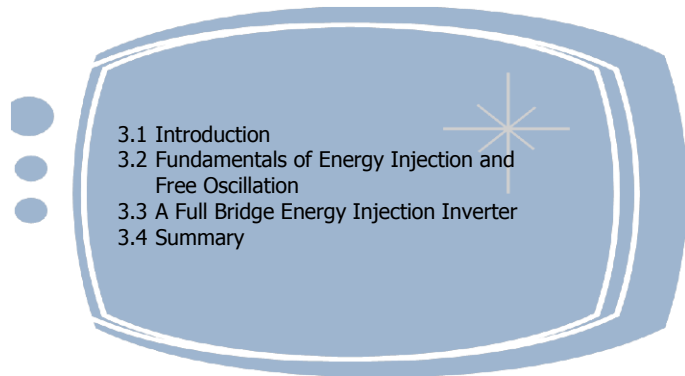 3.1 Introduction
3.2 Fundamentals of Energy Injection and
Free Oscillation
3.3 A Full Bridge Energy Injection Inverter
3.4 Summary